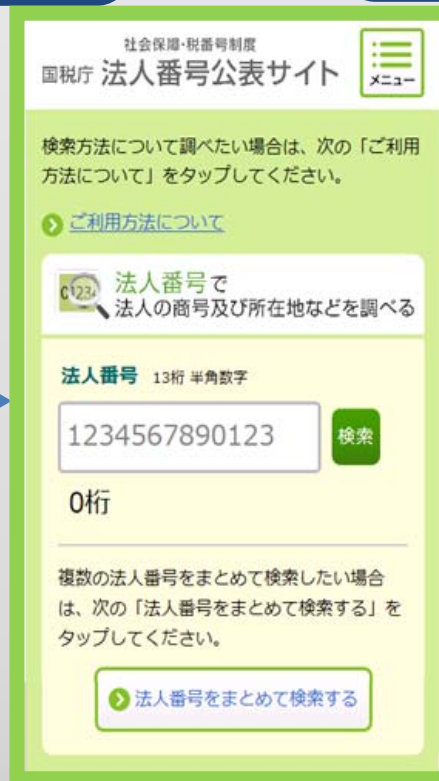 社会保障・税番号制度
国税庁 法人番号公表サイト
メニュー
検索方法について調べたい場合は、次の「ご利用
方法について」をタップしてください。
ご利用方法について
法人番号で
法人の商号及び所在地などを調べる
法人番号 13桁 半角数字
1234567890123
検索
0桁
複数の法人番号をまとめて検索したい場合
は、次の「法人番号をまとめて検索する」を
タップしてください。
法人番号をまとめて検索する